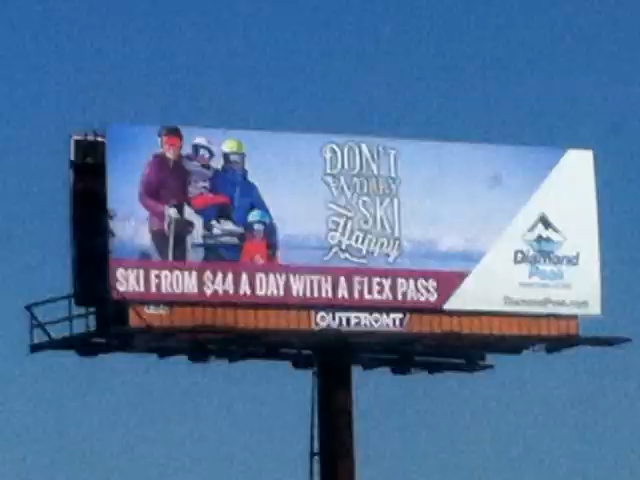 DON'T
WORRY
SKI
Happy
SKI FROM $44 A DAY WITH A FLEX PASS
Diamond
Peak
DiamondPeak.com
OUTFRONT/